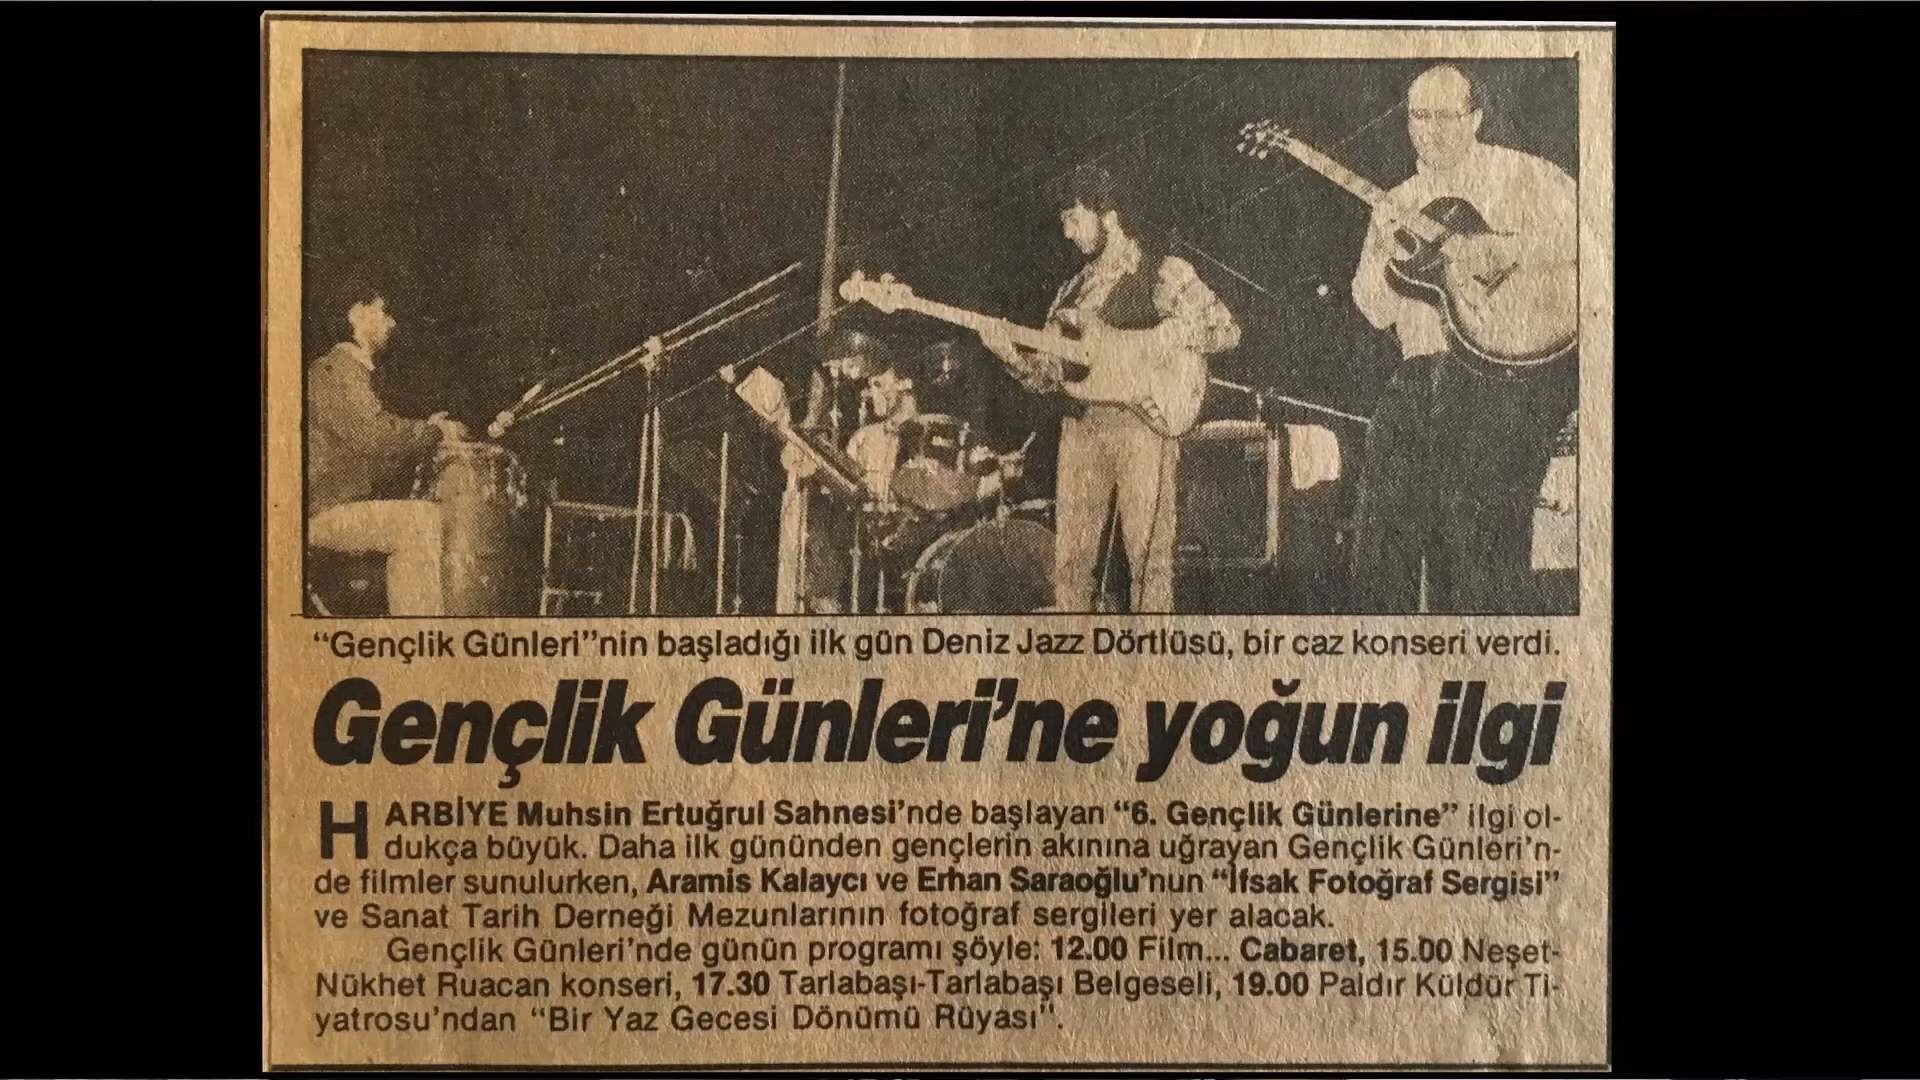 “Gençlik Günleri”nin başladığı ilk gün Deniz Jazz Dörtlüsü, bir caz konseri verdi.
Gençlik Günleri’ne yoğun ilgi
HARBİYE Muhsin Ertuğrul Sahnesi’nde başlayan “6. Gençlik Günlerine” ilgi ol-
dukça büyük. Daha ilk gününden gençlerin akınına uğrayan Gençlik Günleri’n-
de filmler sunulurken, Aramis Kalaycı ve Erhan Saraoğlu’nun “İfsak Fotoğraf Sergisi”
ve Sanat Tarih Derneği Mezunlarının fotoğraf sergileri yer alacak.
Gençlik Günleri’nde günün programı şöyle: 12.00 Film... Cabaret, 15.00 Neşet-
Nükhet Ruacan konseri, 17.30 Tarlabaşı-Tarlabaşı Belgeseli, 19.00 Paldır Küldür Ti-
yatrosu’ndan “Bir Yaz Gecesi Dönümü Rüyası”.